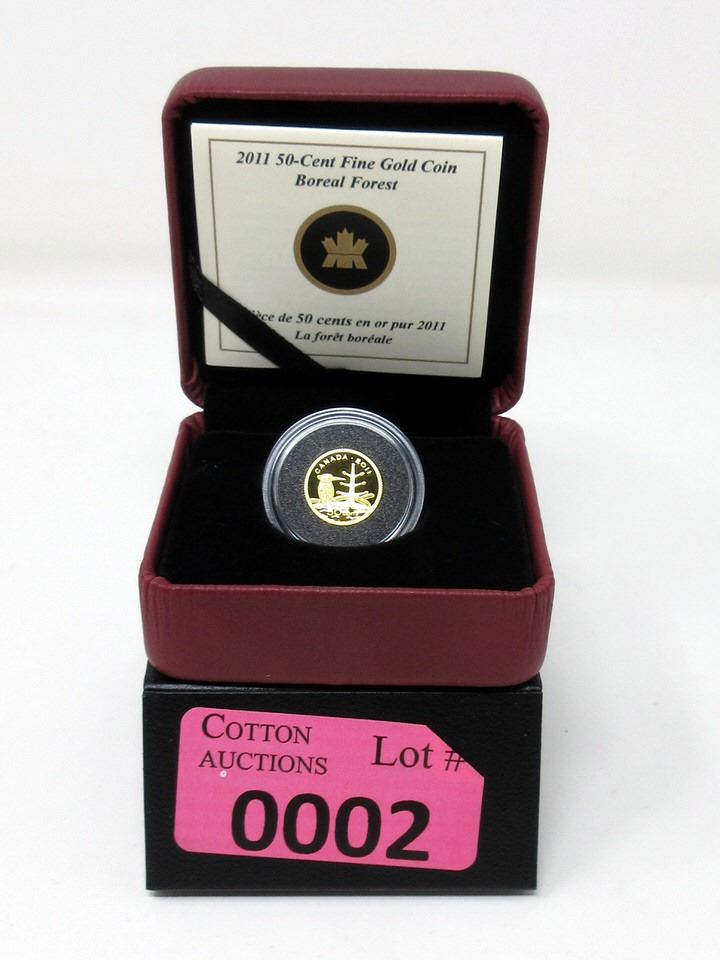 2011 50-Cent Fine Gold Coin
Boreal Forest
de 50 cents en or pur 2011
La forêt boréale
CANADA · 2011
50
COTTON
AUCTIONS
Lot #
0002